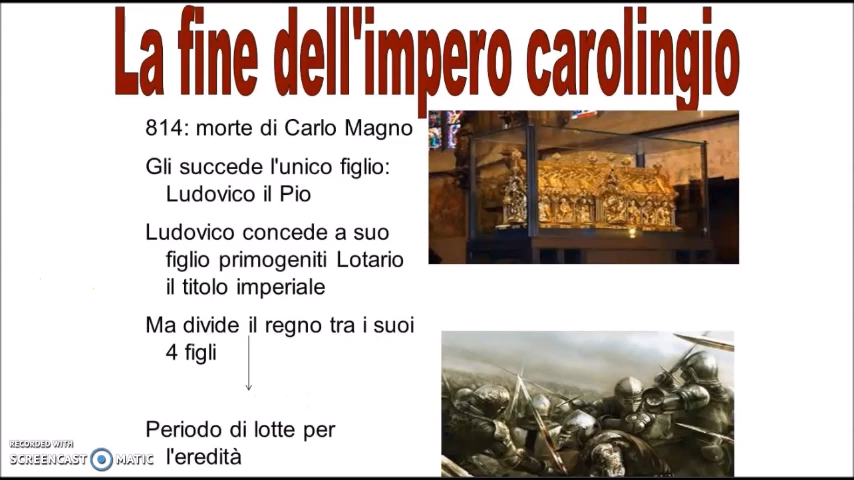 La fine dell'impero carolingio
814: morte di Carlo Magno
Gli succede l'unico figlio:
Ludovico il Pio
Ludovico concede a suo
figlio primogeniti Lotario
il titolo imperiale
Ma divide il regno tra i suoi
4 figli
Periodo di lotte per
l'eredità
RECORDED WITH
SCREENCAST MATIC